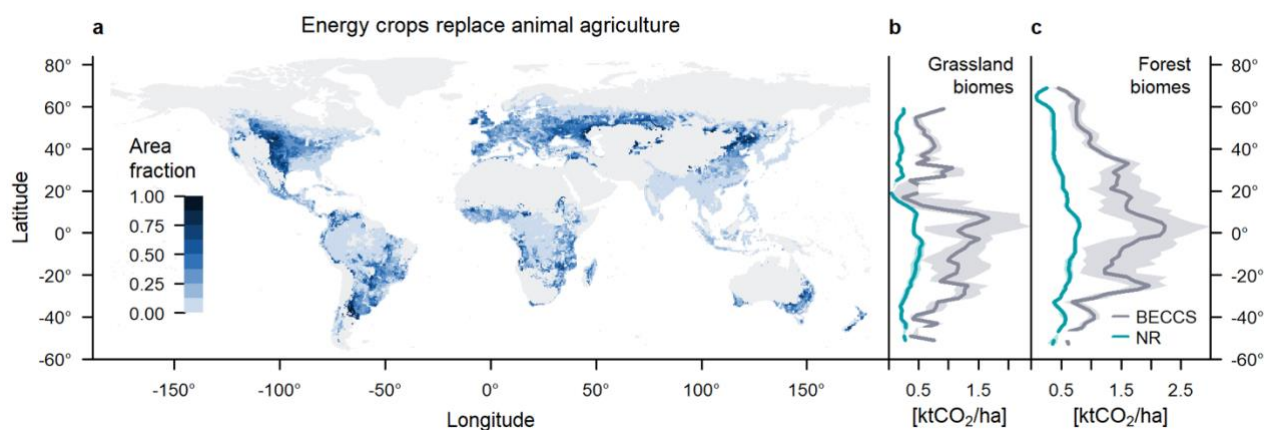 a
Energy crops replace animal agriculture
b
c
Grassland
biomes
Forest
biomes
80°
60°
40°
20°
0°
-20°
-40°
-60°
Latitude
Area
fraction
1.00
0.75
0.50
0.25
0.00
80°
60°
40°
20°
0°
-20°
-40°
-60°
BECCS
NR
-150° -100° -50° 0° 50° 100° 150°
Longitude
0.5 1.5
[ktCO₂/ha]
0.5 1.5 2.5
[ktCO₂/ha]